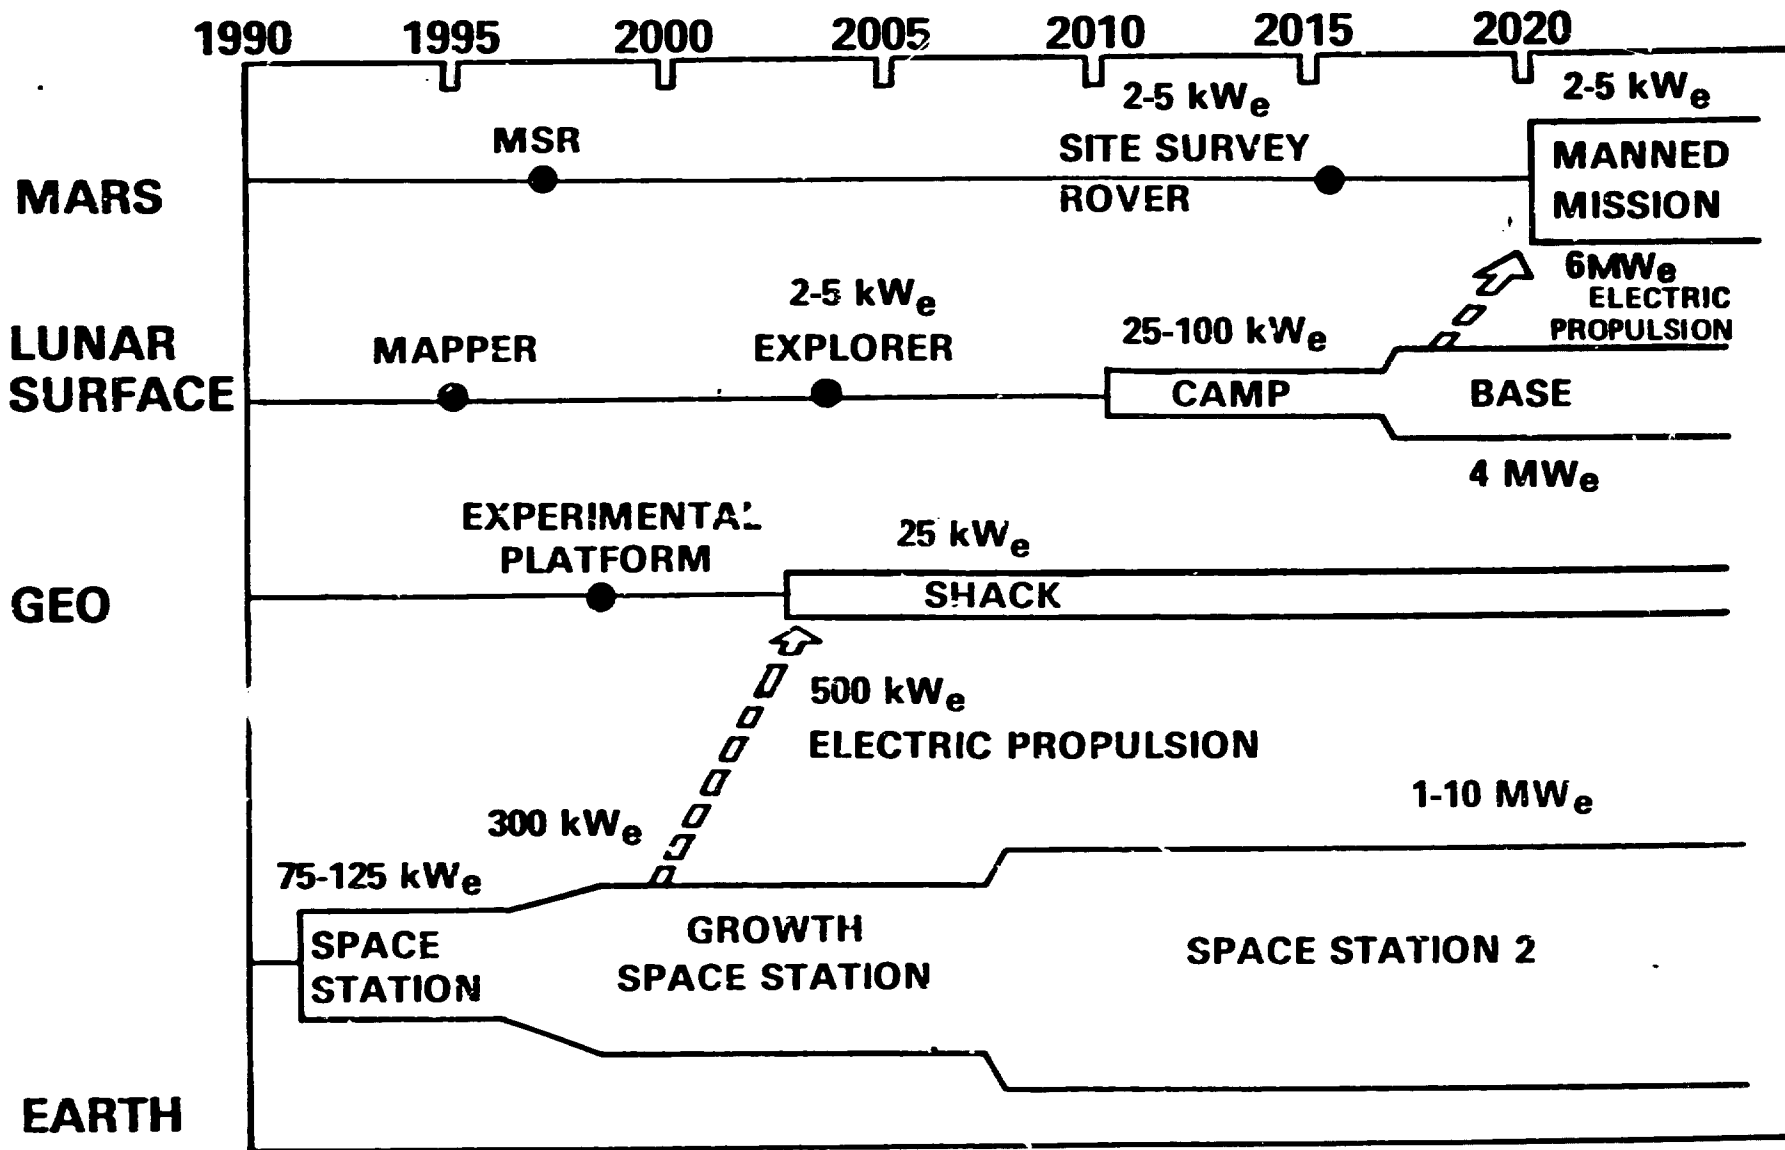 1990 1995 2000 2005 2010 2015 2020
2-5 kWe
2-5 kWe
MSR
SITE SURVEY
ROVER
MANNED
MISSION
MARS
6MWe
ELECTRIC
PROPULSION
2-5 kWe
EXPLORER
MAPPER
25-100 kWe
LUNAR
SURFACE
CAMP
BASE
4 MWe
EXPERIMENTAL
PLATFORM
25 kWe
GEO
SHACK
500 kWe
ELECTRIC PROPULSION
1-10 MWe
300 kWe
75-125 kWe
SPACE
STATION
GROWTH
SPACE STATION
SPACE STATION 2
EARTH